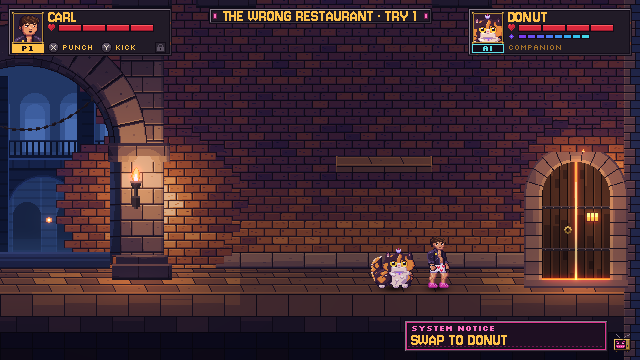 CARL
P1
X PUNCH Y KICK
THE WRONG RESTAURANT · TRY 1
DONUT
AI
COMPANION
SYSTEM NOTICE
SWAP TO DONUT